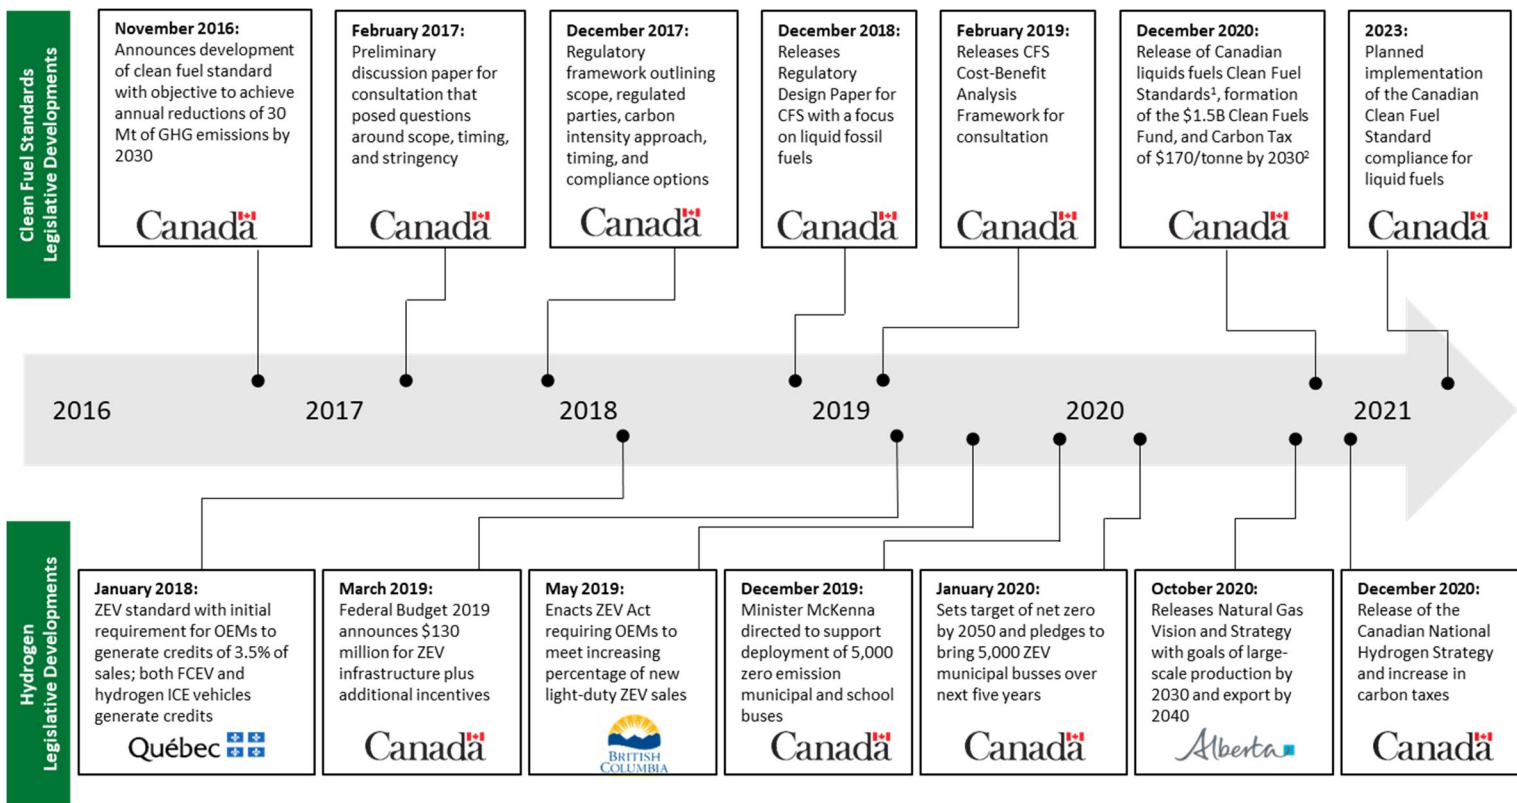 Clean Fuel Standards
Legislative Developments
November 2016:
Announces development
of clean fuel standard
with objective to achieve
annual reductions of 30
Mt of GHG emissions by
2030
Canada
February 2017:
Preliminary
discussion paper for
consultation that
posed questions
around scope, timing,
and stringency
Canada
December 2017:
Regulatory
framework outlining
scope, regulated
parties, carbon
intensity approach,
timing, and
compliance options
Canada
December 2018:
Releases
Regulatory
Design Paper for
CFS with a focus
on liquid fossil
fuels
Canada
February 2019:
Releases CFS
Cost-Benefit
Analysis
Framework for
consultation
Canada
December 2020:
Release of Canadian
liquids fuels Clean Fuel
Standards¹, formation
of the $1.5B Clean Fuels
Fund, and Carbon Tax
of $170/tonne by 2030²
Canada
2023:
Planned
implementation
of the Canadian
Clean Fuel
Standard
compliance for
liquid fuels
Canada
2016 2017 2018 2019 2020 2021
Hydrogen
Legislative Developments
January 2018:
ZEV standard with initial
requirement for OEMs to
generate credits of 3.5% of
sales; both FCEV and
hydrogen ICE vehicles
generate credits
Québec
March 2019:
Federal Budget 2019
announces $130
million for ZEV
infrastructure plus
additional incentives
Canada
May 2019:
Enacts ZEV Act
requiring OEMs to
meet increasing
percentage of new
light-duty ZEV sales
BRITISH
COLUMBIA
December 2019:
Minister McKenna
directed to support
deployment of 5,000
zero emission
municipal and school
buses
Canada
January 2020:
Sets target of net zero
by 2050 and pledges to
bring 5,000 ZEV
municipal busses over
next five years
Canada
October 2020:
Releases Natural Gas
Vision and Strategy
with goals of large-
scale production by
2030 and export by
2040
Alberta
December 2020:
Release of the
Canadian National
Hydrogen Strategy
and increase in
carbon taxes
Canada